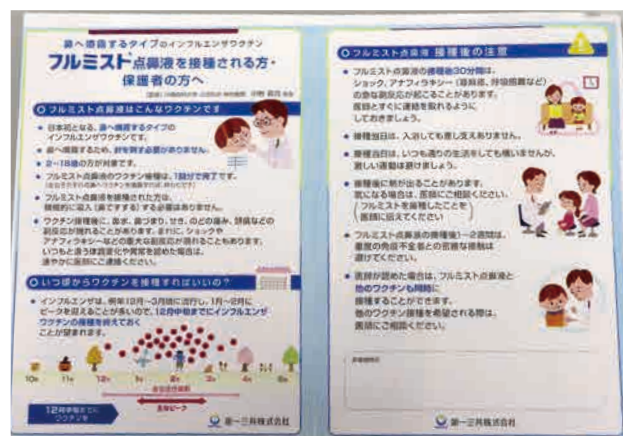 鼻へ噴霧するタイプのインフルエンザワクチン
フルミスト点鼻液を接種される方・
保護者の方へ
フルミスト点鼻液はこんなワクチンです
• 日本初となる、鼻へ噴霧するタイプの
インフルエンザワクチンです。
• 鼻へ噴霧するため、針を刺す必要がありません。
• 2~18歳の方が対象です。
• フルミスト点鼻液のワクチン接種は、1回分で完了です。
• フルミスト点鼻液を接種された方は、
積極的に吸入(鼻ですする)する必要はありません。
• ワクチン接種後に、鼻水、鼻づまり、せき、のどの痛み、頭痛などの
副反応が現れることがあります。まれに、ショックや
アナフィラキシーなどの重大な副反応が現れることもあります。
いつもと違う体調変化や異常を認めた場合は、
速やかに医師にご連絡ください。
いつ頃からワクチンを接種すればいいの?
• インフルエンザは、例年12月~3月頃に流行し、1月~2月に
ピークを迎えることが多いので、12月中旬までにインフルエンザ
ワクチンの接種を終えておく
ことが望まれます。
10月 11月 12月 1月 2月 3月 4月 5月
主なピーク
12月中旬までに
ワクチンを
第一三共株式会社
フルミスト点鼻液 接種後の注意
• フルミスト点鼻液の接種後30分間は、
ショック、アナフィラキシー(蕁麻疹、呼吸困難など)
の急な副反応が起こることがあります。
医師とすぐに連絡を取れるように
しておきましょう。
• 接種当日は、入浴しても差し支えありません。
• 接種当日は、いつも通りの生活をしても構いませんが、
激しい運動は避けましょう。
• 接種後に熱が出ることがあります。
気になる場合は、医師にご相談ください。
(フルミストを接種したことを
医師に伝えてください)
• フルミスト点鼻液の接種後1~2週間は、
重度の免疫不全者との密接な接触は
避けてください。
• 医師が認めた場合は、フルミスト点鼻液と
他のワクチンも同時に
接種することができます。
他のワクチン接種を希望される際は、
医師にご相談ください。
医療機関名
第一三共株式会社